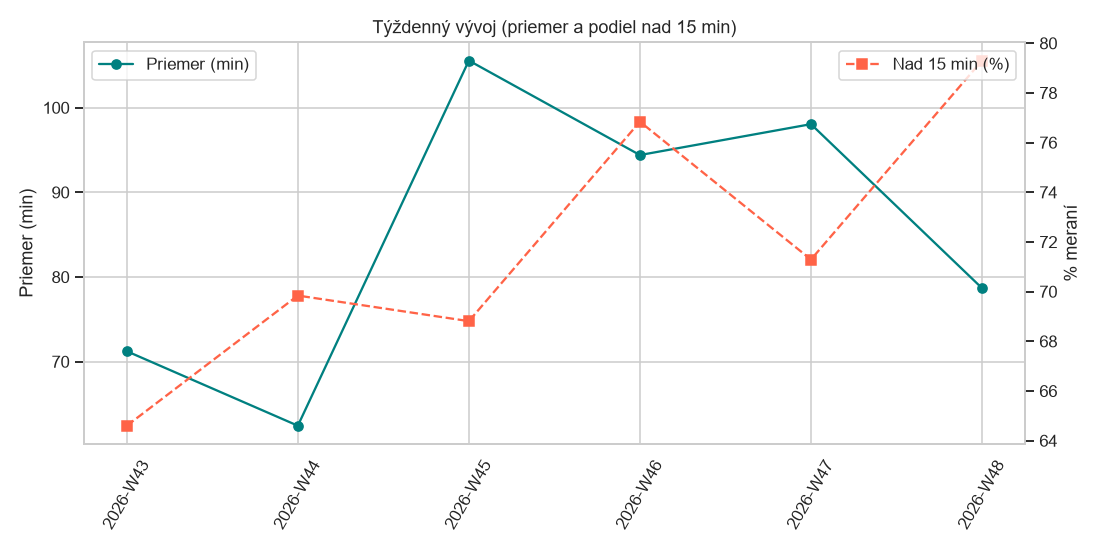 Týždenný vývoj (priemer a podiel nad 15 min)
Priemer (min)
Nad 15 min (%)
Priemer (min)
100
90
80
70
% meraní
80
78
76
74
72
70
68
66
64
2026-W43
2026-W44
2026-W45
2026-W46
2026-W47
2026-W48